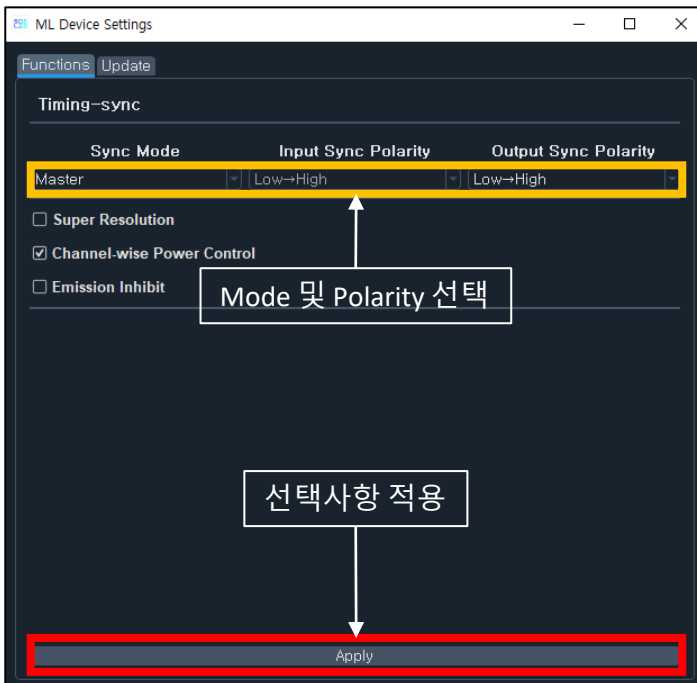 ML Device Settings
Functions Update
Timing-sync
Sync Mode Input Sync Polarity Output Sync Polarity
Master Low→High Low→High
Super Resolution
Channel-wise Power Control
Emission Inhibit
Mode 및 Polarity 선택
선택사항 적용
Apply